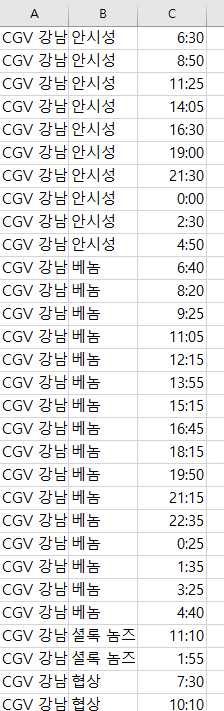 A B C
CGV 강남 안시성 6:30
CGV 강남 안시성 8:50
CGV 강남 안시성 11:25
CGV 강남 안시성 14:05
CGV 강남 안시성 16:30
CGV 강남 안시성 19:00
CGV 강남 안시성 21:30
CGV 강남 안시성 0:00
CGV 강남 안시성 2:30
CGV 강남 안시성 4:50
CGV 강남 베놈 6:40
CGV 강남 베놈 8:20
CGV 강남 베놈 9:25
CGV 강남 베놈 11:05
CGV 강남 베놈 12:15
CGV 강남 베놈 13:55
CGV 강남 베놈 15:15
CGV 강남 베놈 16:45
CGV 강남 베놈 18:15
CGV 강남 베놈 19:50
CGV 강남 베놈 21:15
CGV 강남 베놈 22:35
CGV 강남 베놈 0:25
CGV 강남 베놈 1:35
CGV 강남 베놈 3:25
CGV 강남 베놈 4:40
CGV 강남 셜록 놈즈 11:10
CGV 강남 셜록 놈즈 1:55
CGV 강남 협상 7:30
CGV 강남 협상 10:10